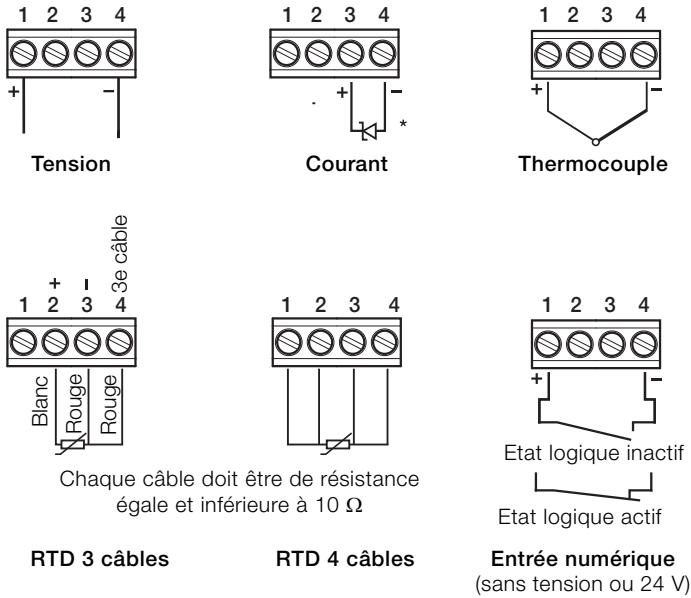 1 2 3 4
+ −
Tension
1 2 3 4
+ −
*
Courant
1 2 3 4
+ −
Thermocouple
3e câble
+ −
1 2 3 4
Blanc
Rouge
Rouge
RTD 3 câbles
1 2 3 4
RTD 4 câbles
Chaque câble doit être de résistance
égale et inférieure à 10 Ω
1 2 3 4
+ −
Etat logique inactif
Etat logique actif
Entrée numérique
(sans tension ou 24 V)